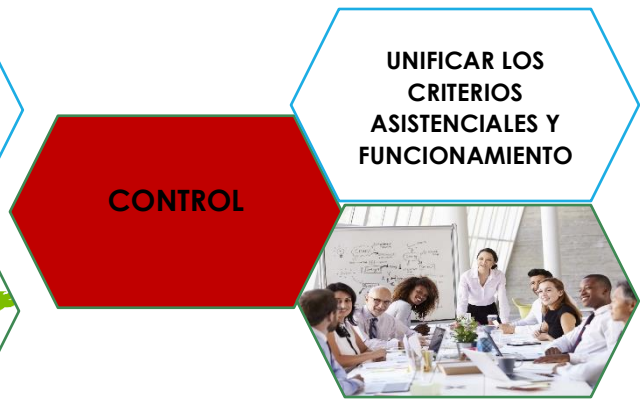 UNIFICAR LOS
CRITERIOS
ASISTENCIALES Y
FUNCIONAMIENTO
CONTROL